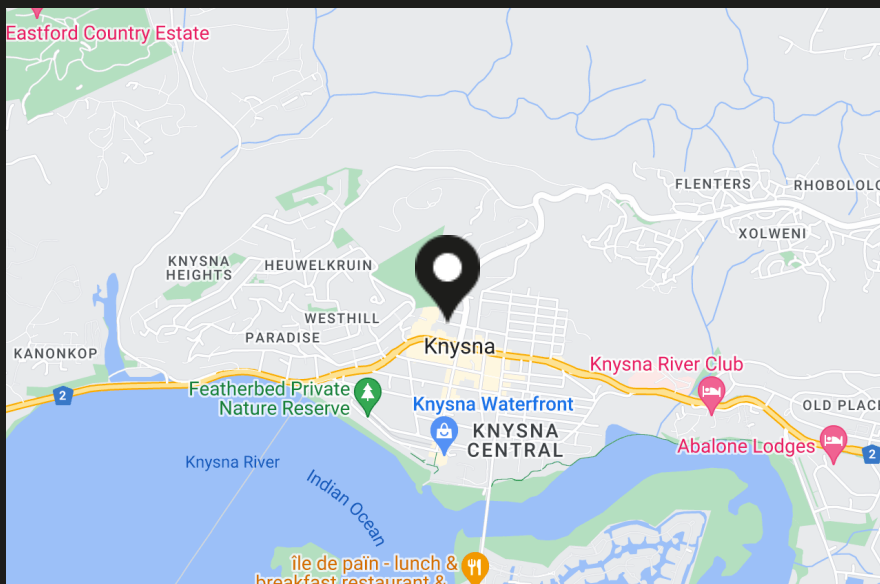 Eastford Country Estate
FLENTERS
XOLWENI
KNYSNA
HEIGHTS
HEUWELKRUIN
WESTHILL
PARADISE
KANONKOP
Knysna
Knysna River Club
2
Featherbed Private
Nature Reserve
Knysna Waterfront
OLD PLACE
KNYSNA
CENTRAL
Abalone Lodges
2
Knysna River
Indian Ocean
île de païn - lunch &
breakfast restaurant &